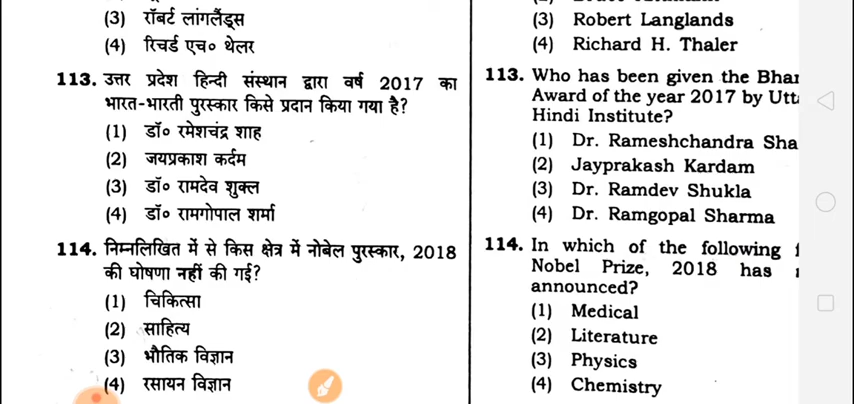 (3) रॉबर्ट लांगलैंड्स
(4) रिचर्ड एच० थेलर
113. उत्तर प्रदेश हिन्दी संस्थान द्वारा वर्ष 2017 का
भारत-भारती पुरस्कार किसे प्रदान किया गया है?
(1) डॉ० रमेशचंद्र शाह
(2) जयप्रकाश कर्दम
(3) डॉ० रामदेव शुक्ल
(4) डॉ० रामगोपाल शर्मा
114. निम्नलिखित में से किस क्षेत्र में नोबेल पुरस्कार, 2018
की घोषणा नहीं की गई?
(1) चिकित्सा
(2) साहित्य
(3) भौतिक विज्ञान
(4) रसायन विज्ञान
(3) Robert Langlands
(4) Richard H. Thaler
113. Who has been given the Bhar
Award of the year 2017 by Utt
Hindi Institute?
(1) Dr. Rameshchandra Sha
(2) Jayprakash Kardam
(3) Dr. Ramdev Shukla
(4) Dr. Ramgopal Sharma
114. In which of the following
Nobel Prize, 2018 has
announced?
(1) Medical
(2) Literature
(3) Physics
(4) Chemistry